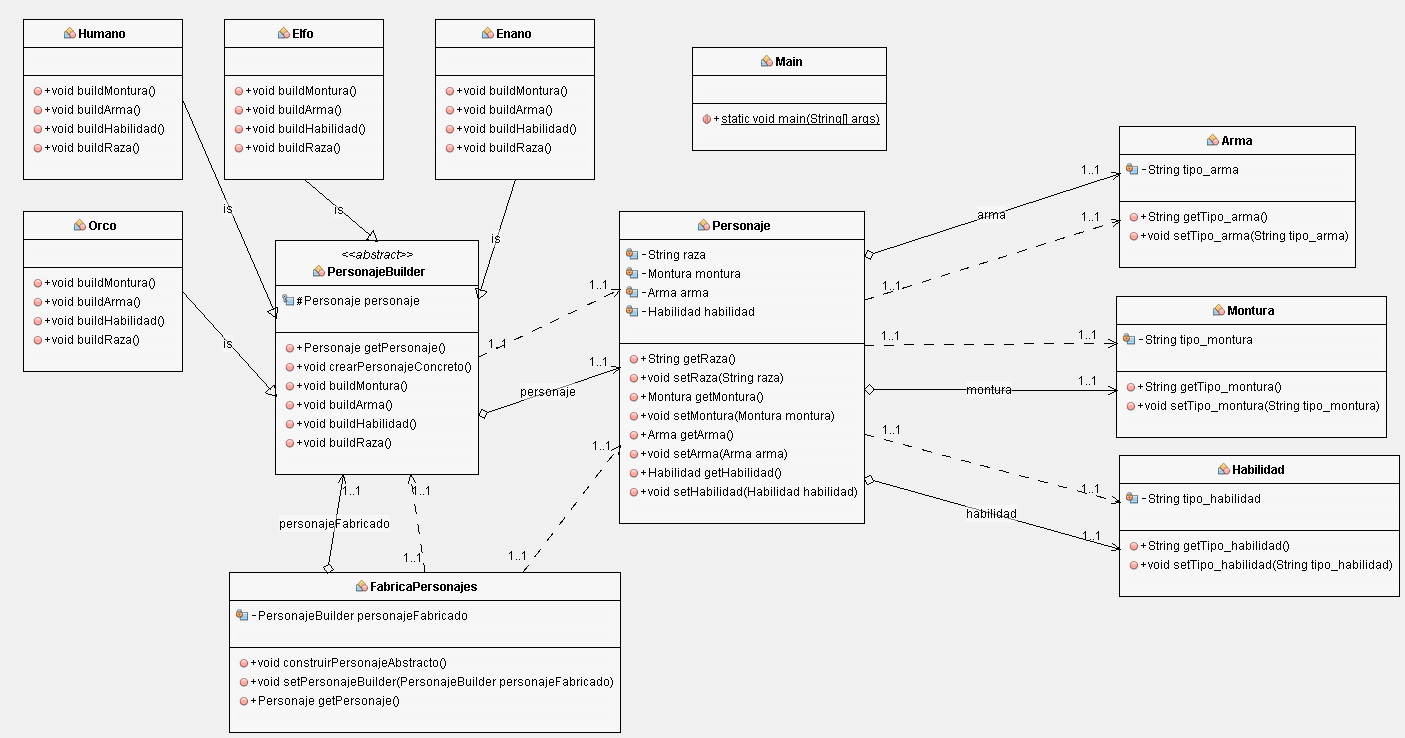 Humano
+void buildMontura()
+void buildArma()
+void buildHabilidad()
+void buildRaza()
Elfo
+void buildMontura()
+void buildArma()
+void buildHabilidad()
+void buildRaza()
Enano
+void buildMontura()
+void buildArma()
+void buildHabilidad()
+void buildRaza()
Main
+static void main(String[] args)
Orco
+void buildMontura()
+void buildArma()
+void buildHabilidad()
+void buildRaza()
is
is
is
is
<<abstract>>
PersonajeBuilder
#Personaje personaje
+Personaje getPersonaje()
+void crearPersonajeConcreto()
+void buildMontura()
+void buildArma()
+void buildHabilidad()
+void buildRaza()
1..1
1..1
personaje
1..1
1..1
Personaje
-String raza
-Montura montura
-Arma arma
-Habilidad habilidad
+String getRaza()
+void setRaza(String raza)
+Montura getMontura()
+void setMontura(Montura montura)
+Arma getArma()
+void setArma(Arma arma)
+Habilidad getHabilidad()
+void setHabilidad(Habilidad habilidad)
arma
1..1
1..1
1..1
1..1
1..1
montura
1..1
1..1
1..1
habilidad
1..1
Arma
-String tipo_arma
+String getTipo_arma()
+void setTipo_arma(String tipo_arma)
Montura
-String tipo_montura
+String getTipo_montura()
+void setTipo_montura(String tipo_montura)
Habilidad
-String tipo_habilidad
+String getTipo_habilidad()
+void setTipo_habilidad(String tipo_habilidad)
1..1
1..1
personajeFabricado
1..1
1..1
FabricaPersonajes
-PersonajeBuilder personajeFabricado
+void construirPersonajeAbstracto()
+void setPersonajeBuilder(PersonajeBuilder personajeFabricado)
+Personaje getPersonaje()